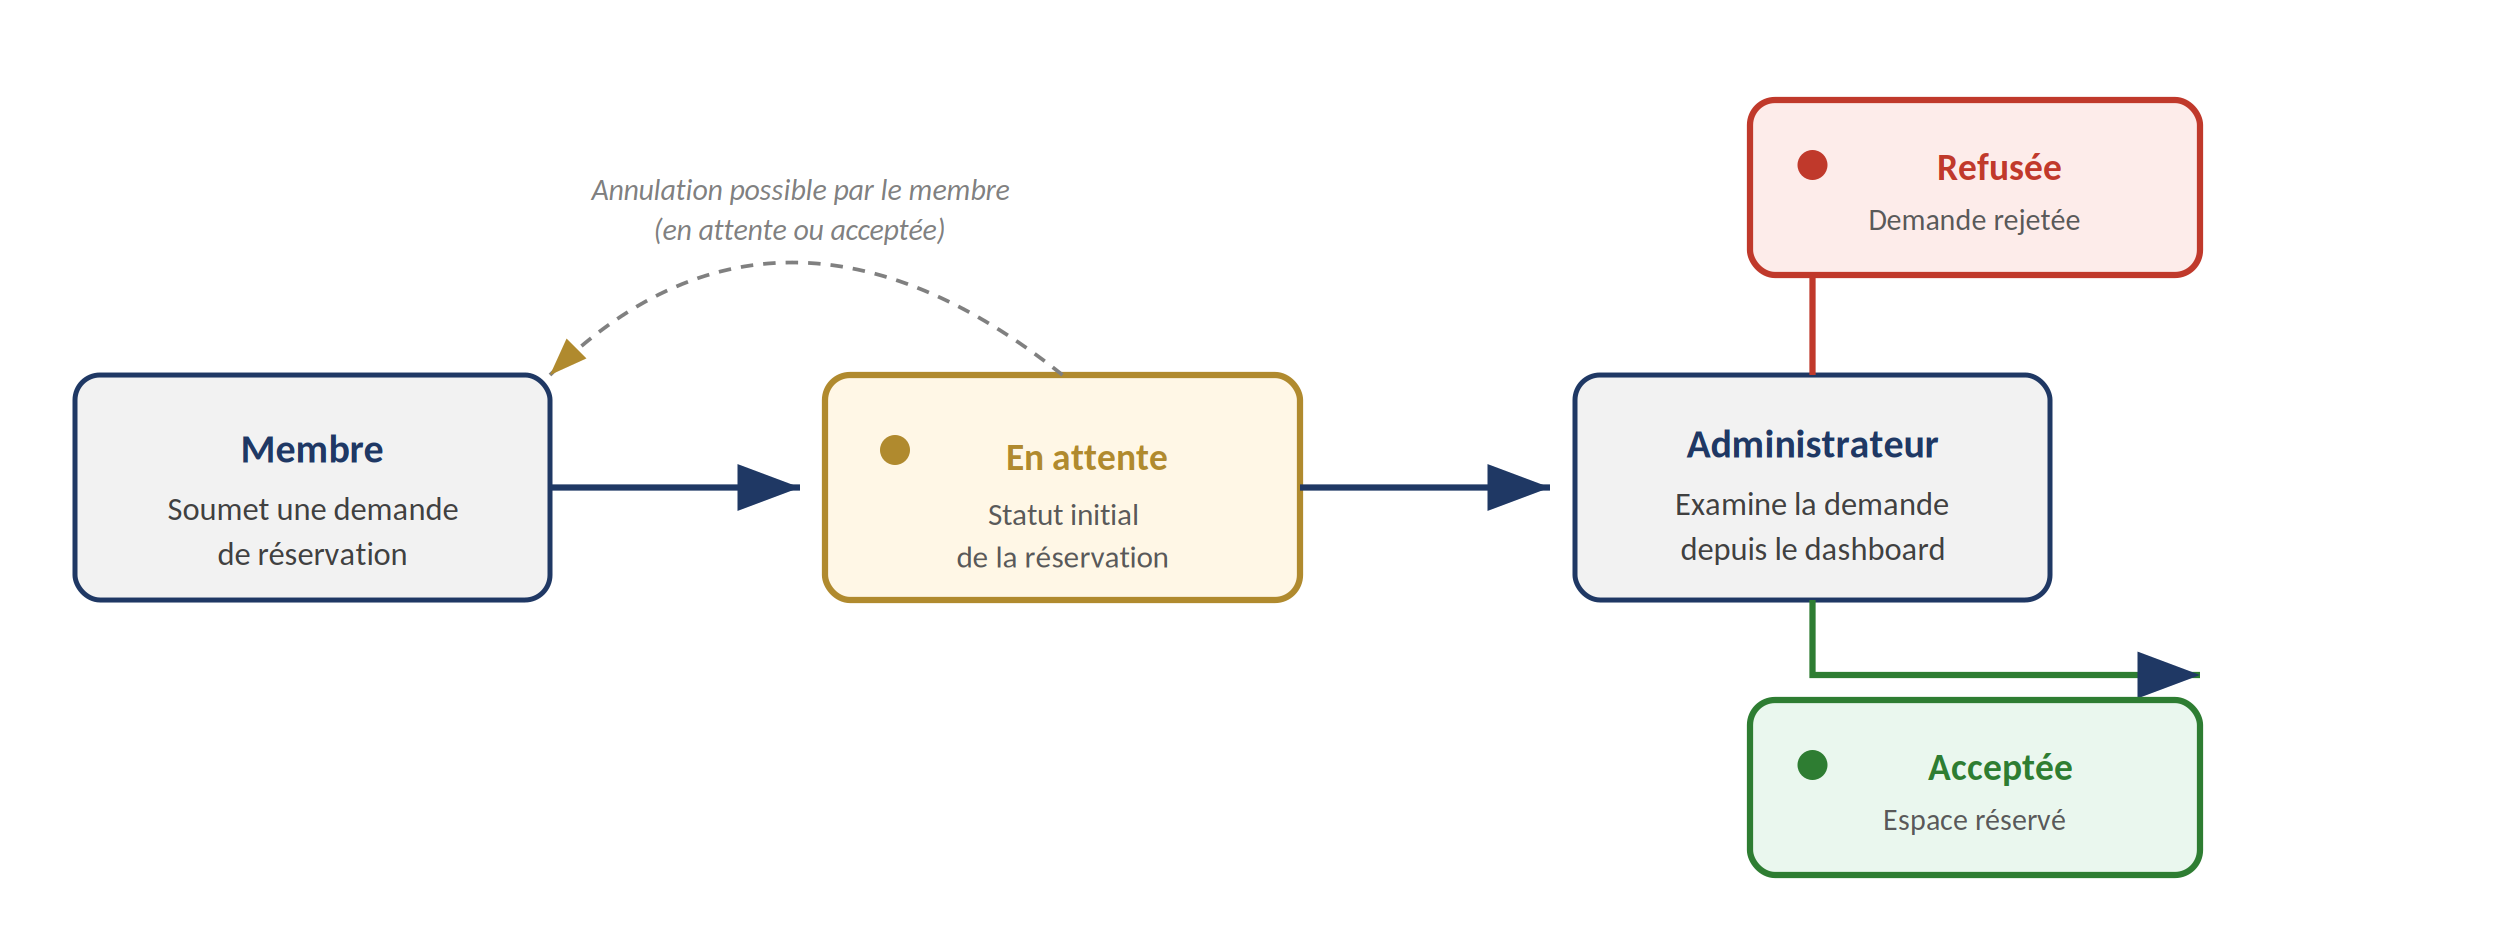 Annulation possible par le membre
(en attente ou acceptée)
Membre
Soumet une demande
de réservation
En attente
Statut initial
de la réservation
Administrateur
Examine la demande
depuis le dashboard
Refusée
Demande rejetée
Acceptée
Espace réservé